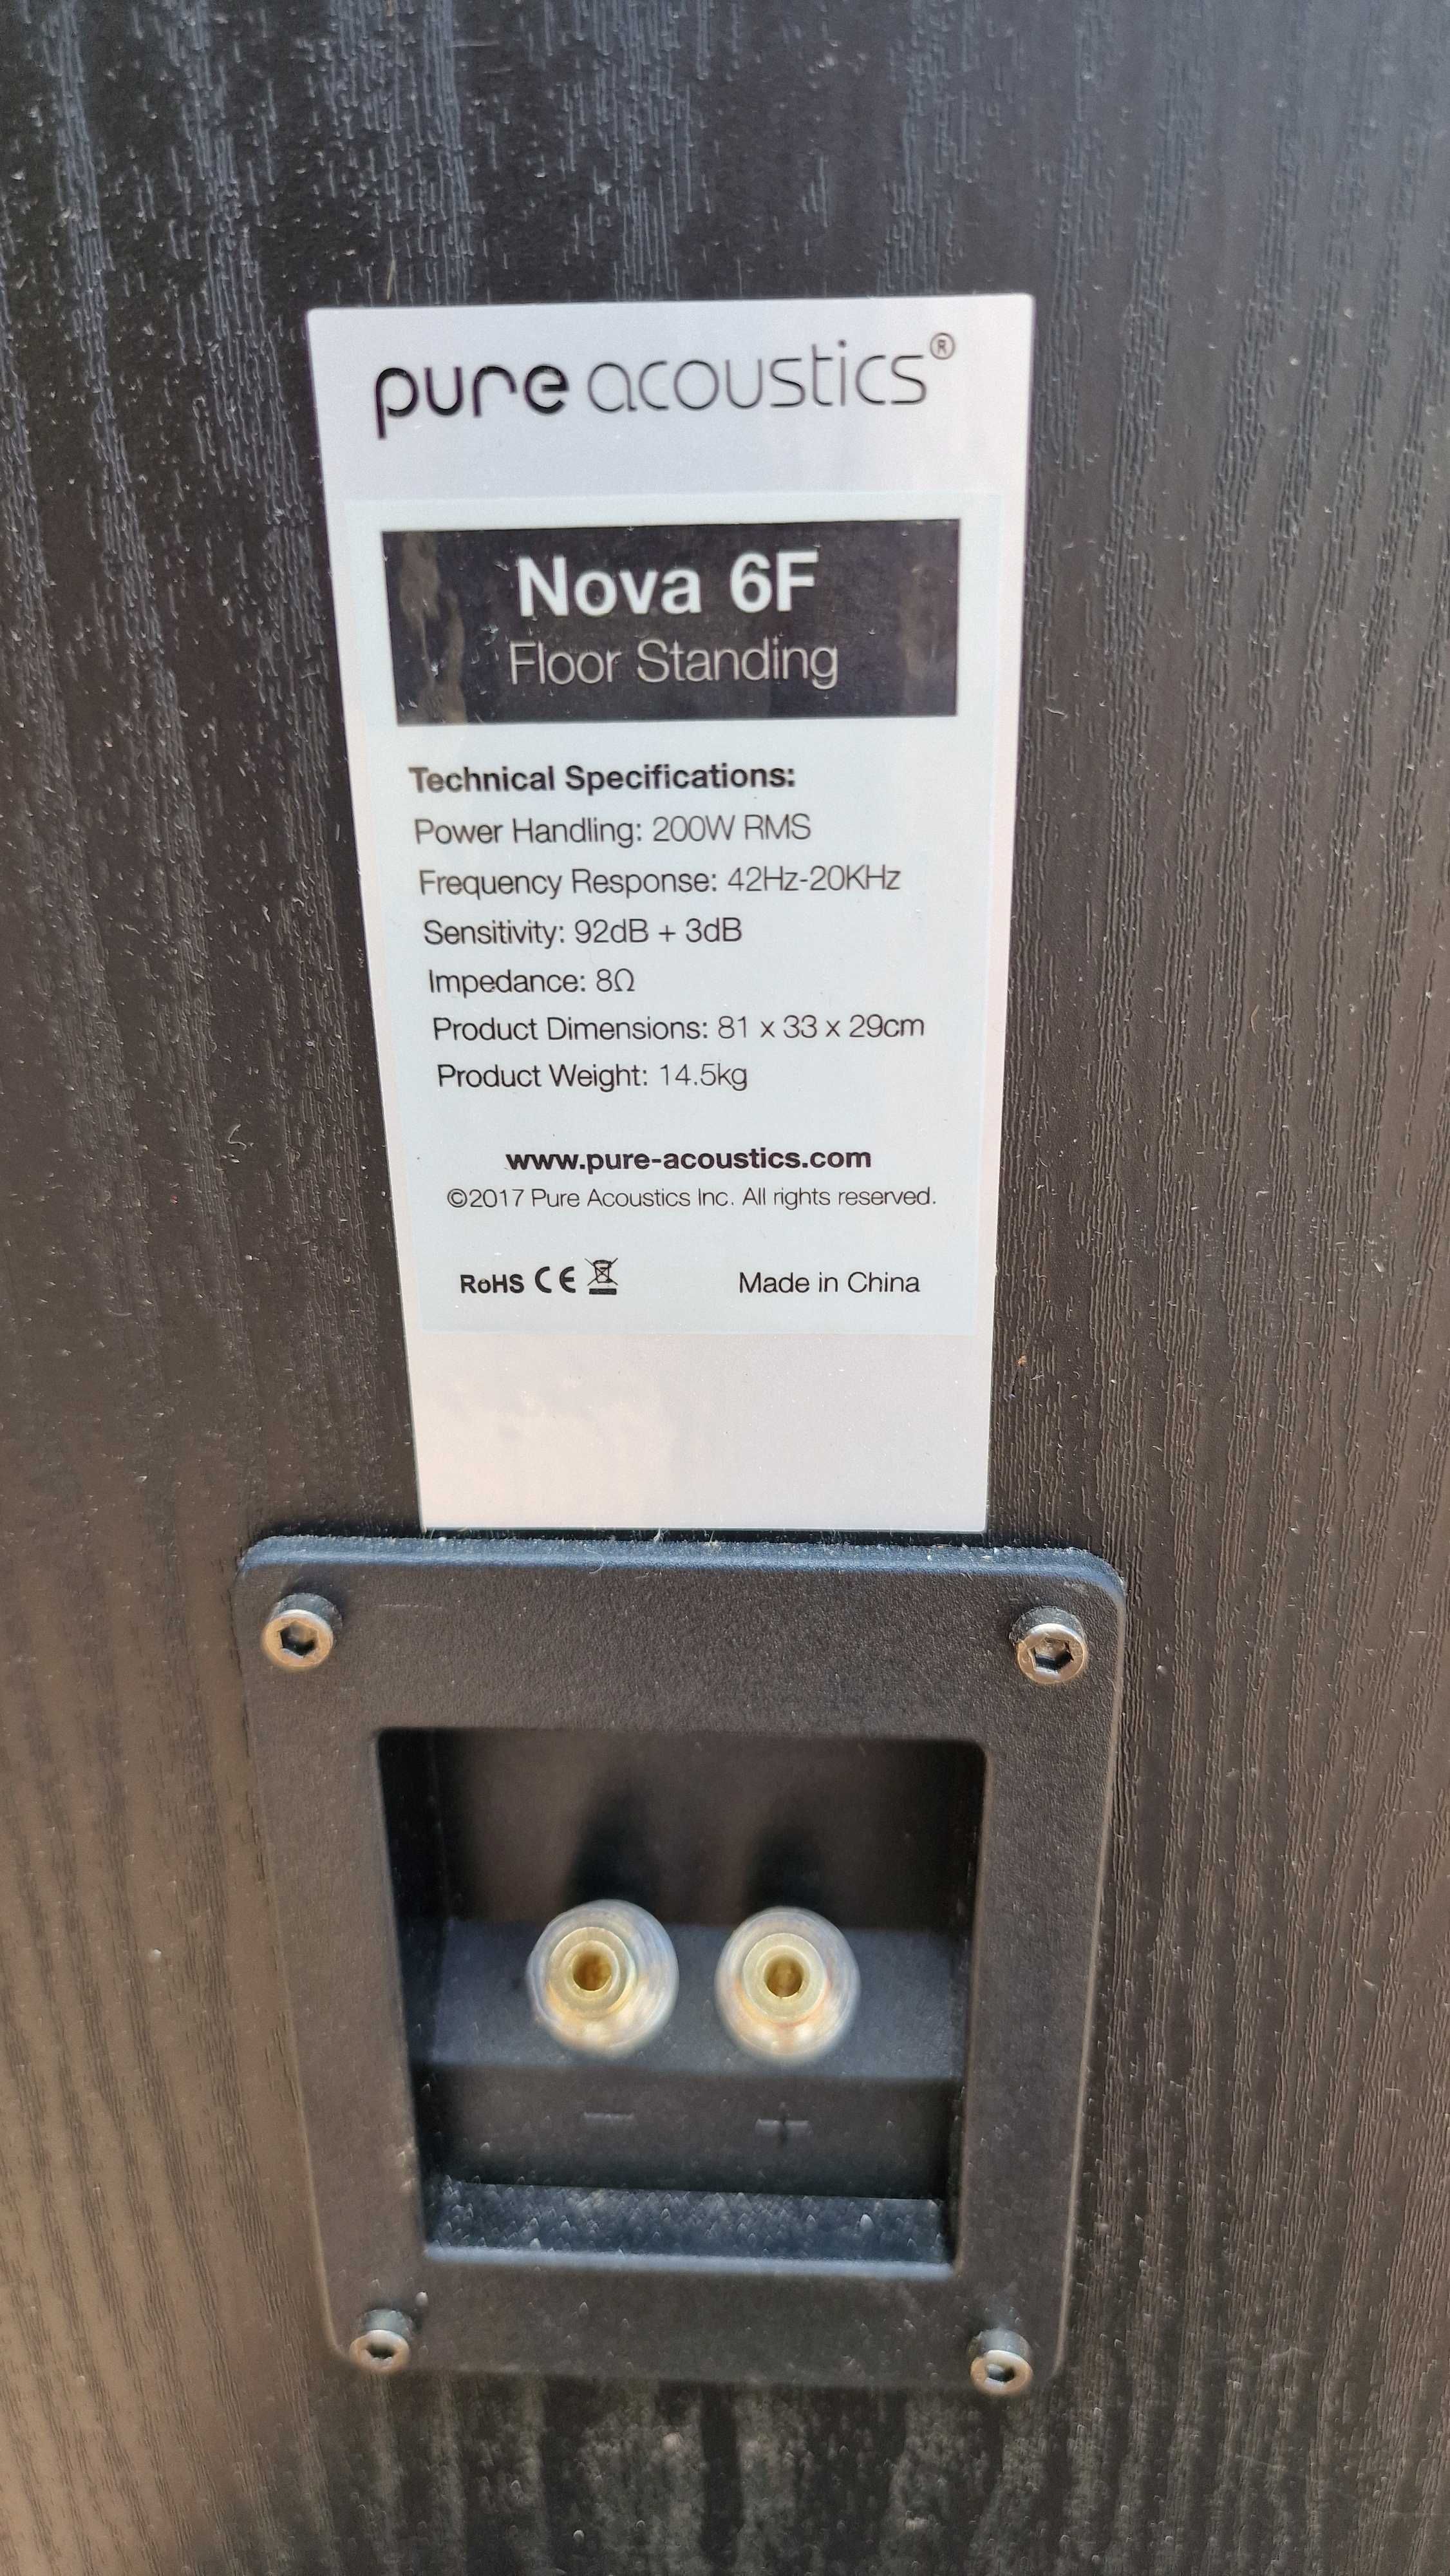 pure acoustics®
Nova 6F
Floor Standing
Technical Specifications:
Power Handling: 200W RMS
Frequency Response: 42Hz-20KHz
Sensitivity: 92dB + 3dB
Impedance: 8Ω
Product Dimensions: 81 x 33 x 29cm
Product Weight: 14.5kg
www.pure-acoustics.com
©2017 Pure Acoustics Inc. All rights reserved.
RoHS CE Made in China
− +